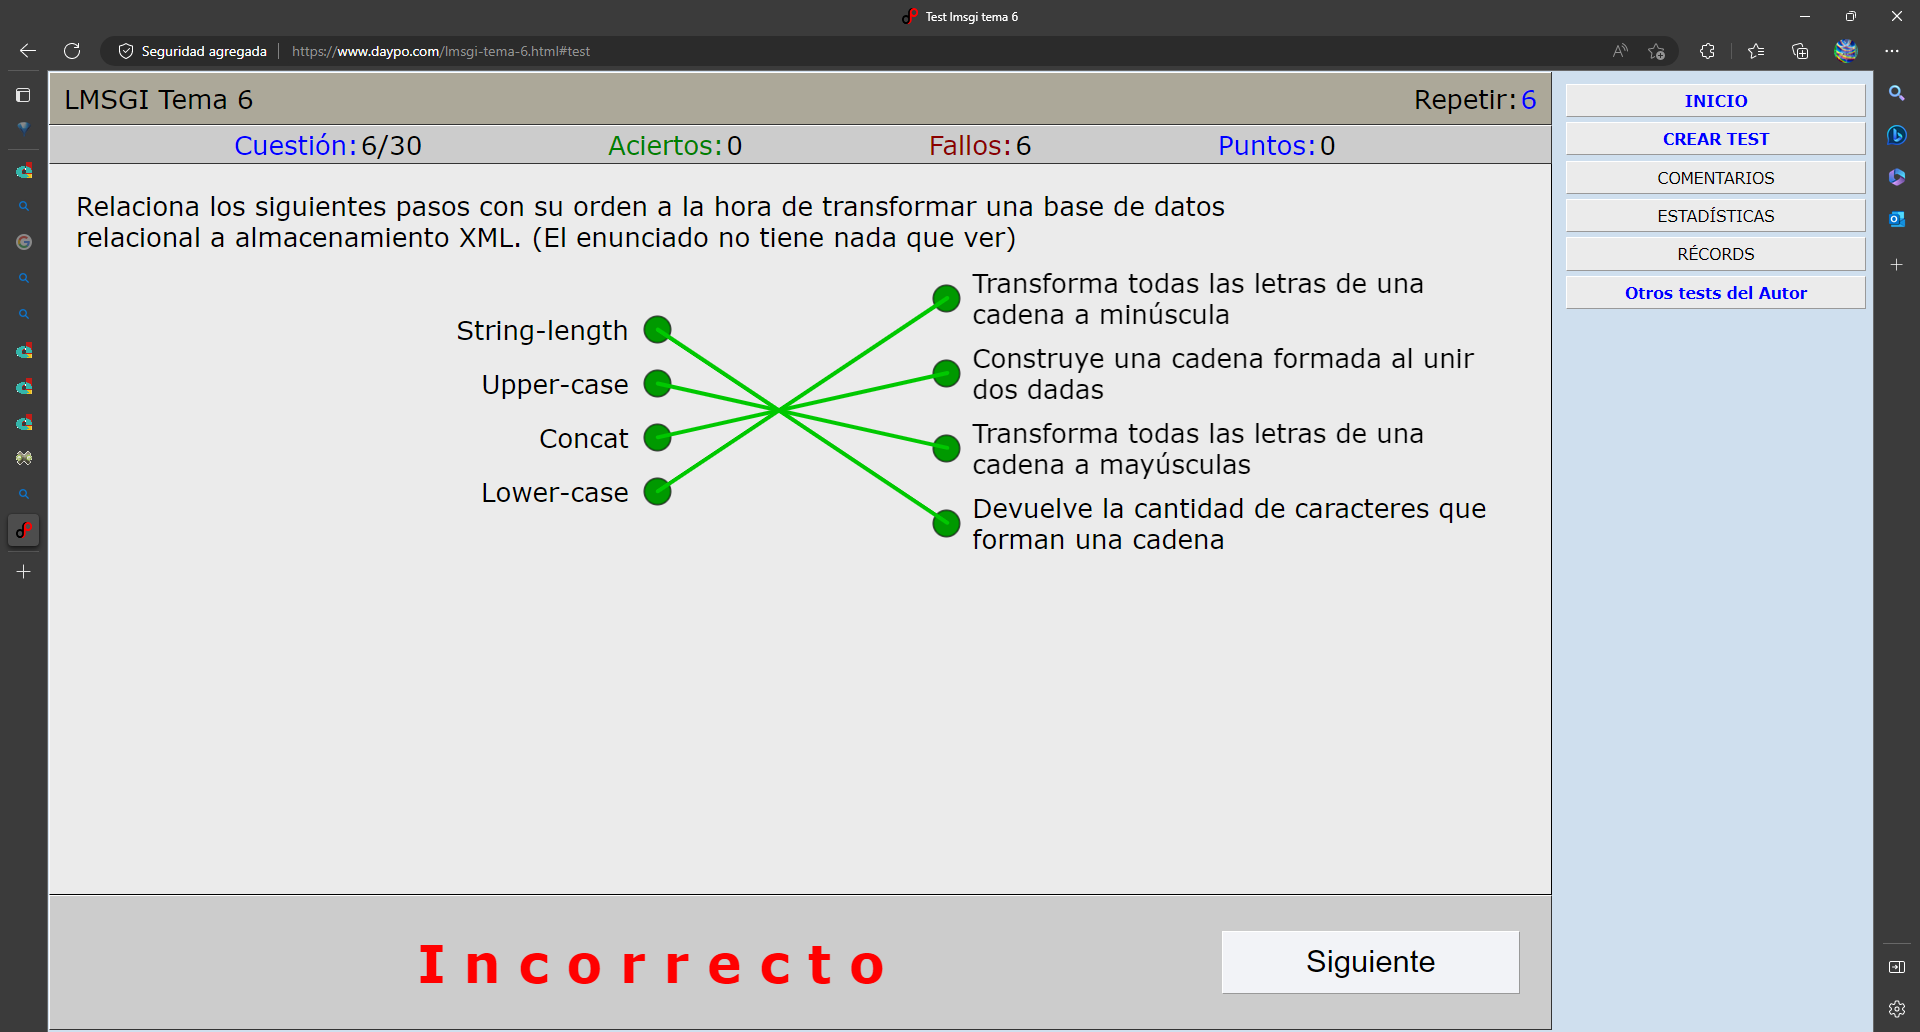 Test lmsgi tema 6
Seguridad agregada
https://www.daypo.com/lmsgi-tema-6.html#test
LMSGI Tema 6
Repetir:6
Cuestión:6/30
Aciertos:0
Fallos:6
Puntos:0
Relaciona los siguientes pasos con su orden a la hora de transformar una base de datos
relacional a almacenamiento XML. (El enunciado no tiene nada que ver)
String-length
Upper-case
Concat
Lower-case
Transforma todas las letras de una
cadena a minúscula
Construye una cadena formada al unir
dos dadas
Transforma todas las letras de una
cadena a mayúsculas
Devuelve la cantidad de caracteres que
forman una cadena
Incorrecto
Siguiente
INICIO
CREAR TEST
COMENTARIOS
ESTADÍSTICAS
RÉCORDS
Otros tests del Autor